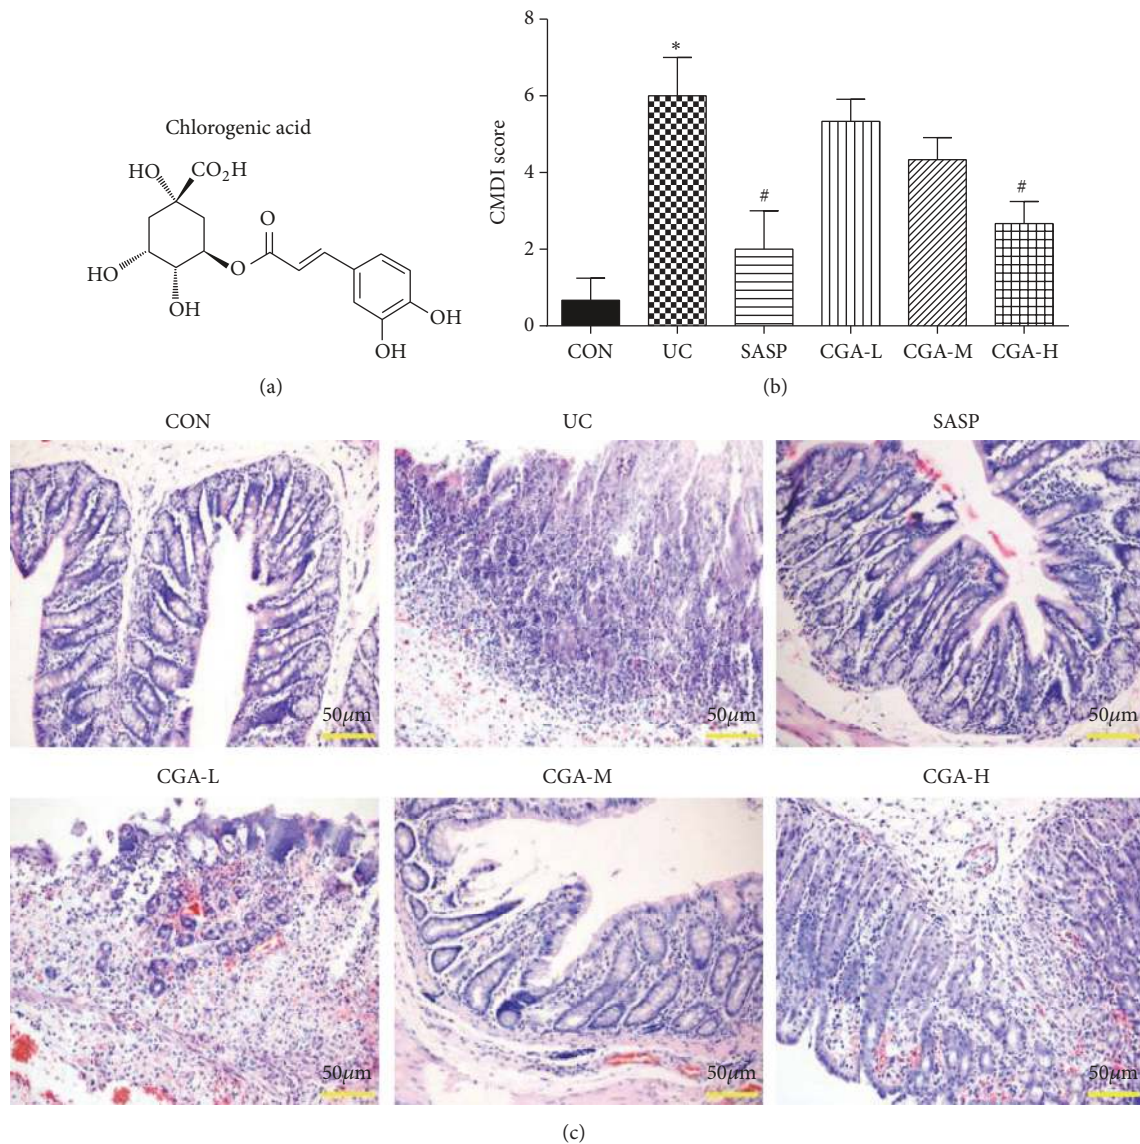 Chlorogenic acid
HO
CO₂H
O
HO
OH
O
OH
OH
(a)
CMDI score
8
6
4
2
0
*
#
#
CON UC SASP CGA-L CGA-M CGA-H
(b)
CON UC SASP
50μm 50μm 50μm
CGA-L CGA-M CGA-H
50μm 50μm 50μm
(c)